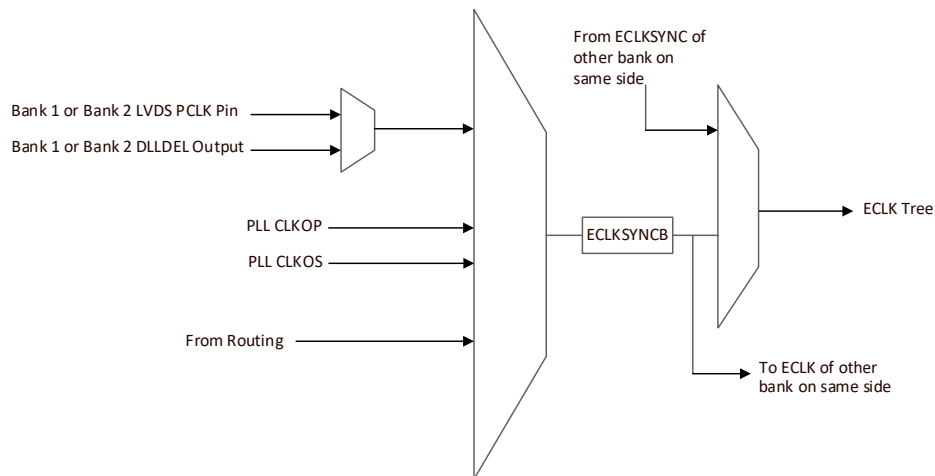 From ECLKSYNC of
other bank on
same side
Bank 1 or Bank 2 LVDS PCLK Pin
Bank 1 or Bank 2 DLLDEL Output
PLL CLKOP
PLL CLKOS
From Routing
ECLKSYNCB
ECLK Tree
To ECLK of other
bank on same side